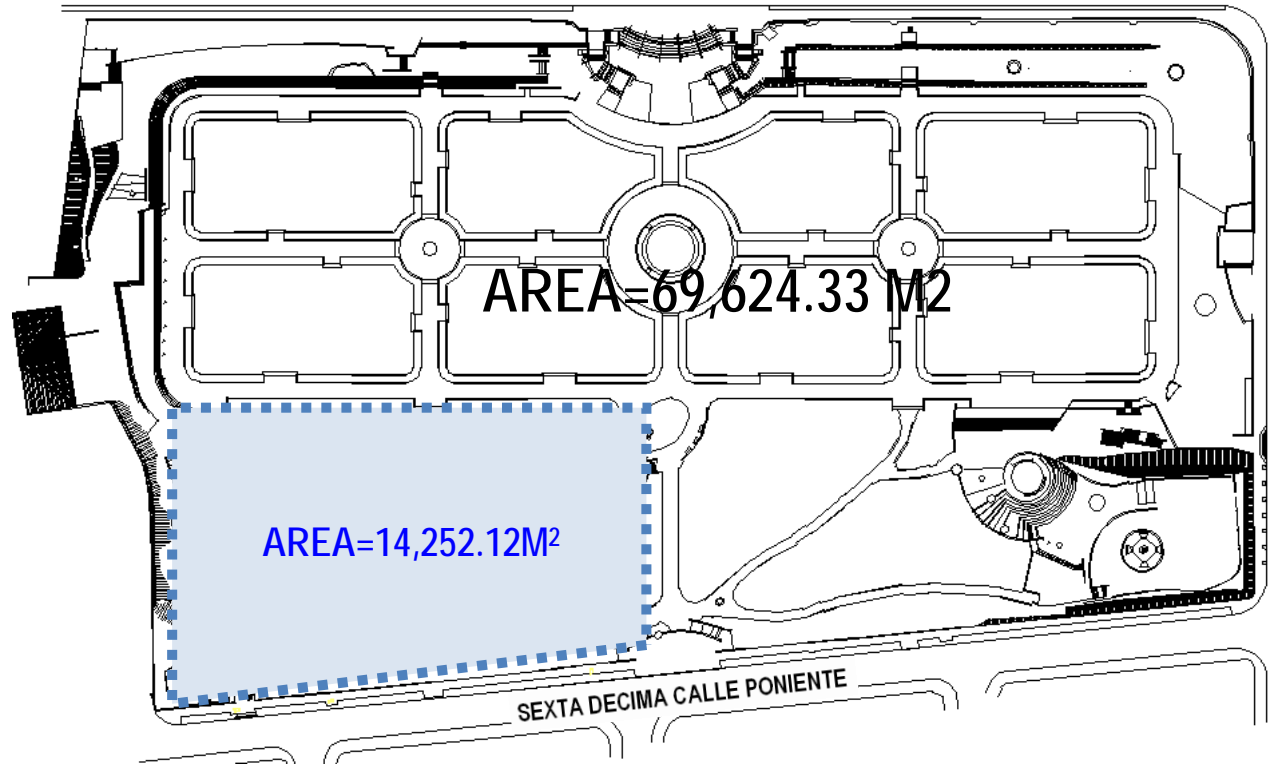 AREA=69,624.33 M2
AREA=14,252.12M²
SEXTA DECIMA CALLE PONIENTE